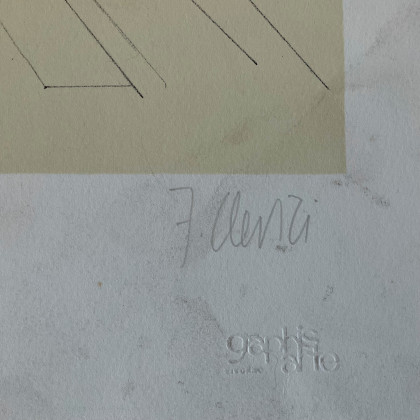 F. Clerici
graphis
arte